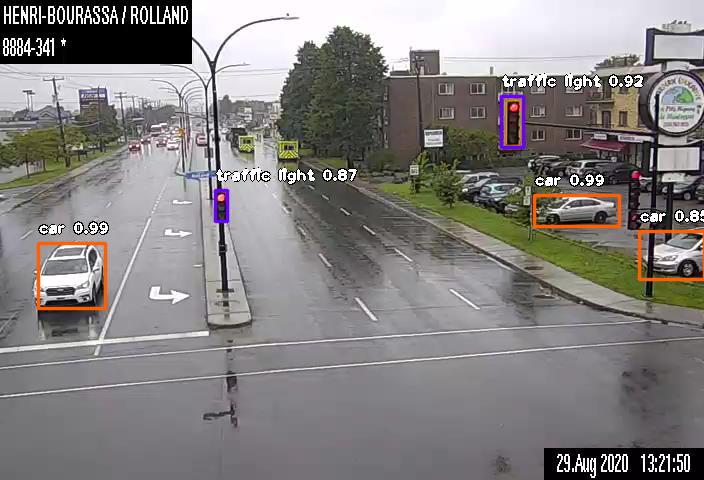 HENRI-BOURASSA / ROLLAND
8884-341 *
traffic light 0.92
traffic light 0.87
car 0.99
car 0.99
car 0.85
29.Aug 2020 13:21:50